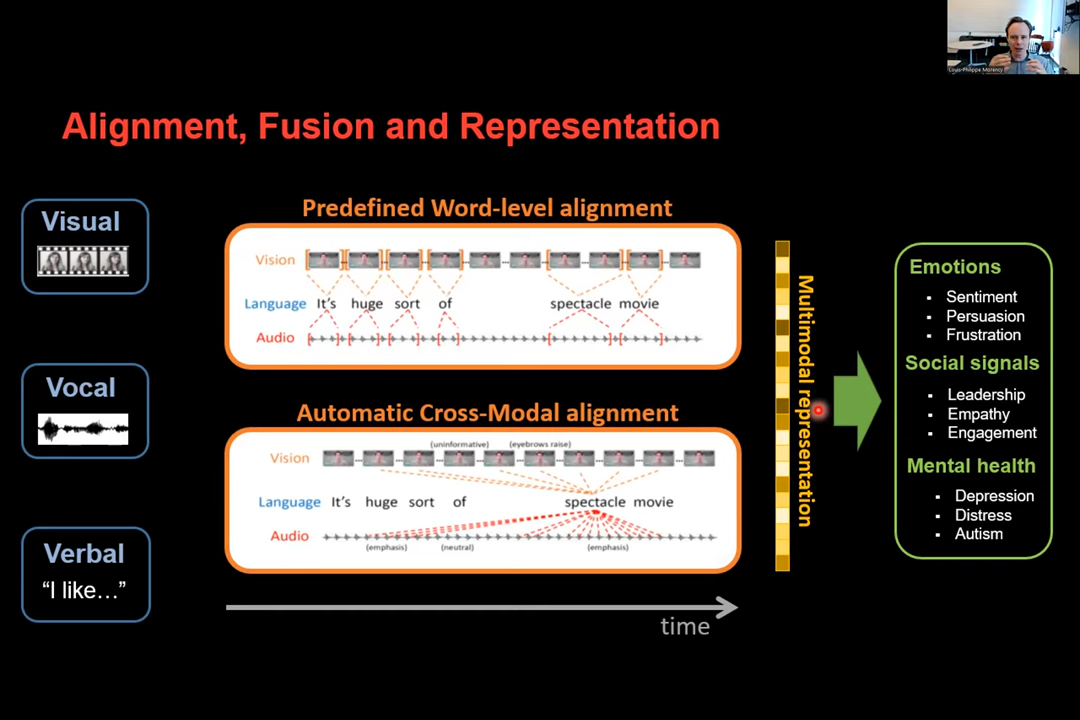 Louis-Philippe Morency
Alignment, Fusion and Representation
Visual
Vocal
Verbal
“I like…”
Predefined Word-level alignment
Vision
Language It’s huge sort of spectacle movie
Audio
Automatic Cross-Modal alignment
(uninformative) (eyebrows raise)
Vision
Language It’s huge sort of spectacle movie
Audio
(emphasis) (neutral) (emphasis)
time
Multimodal representation
Emotions
▪ Sentiment
▪ Persuasion
▪ Frustration
Social signals
▪ Leadership
▪ Empathy
▪ Engagement
Mental health
▪ Depression
▪ Distress
▪ Autism